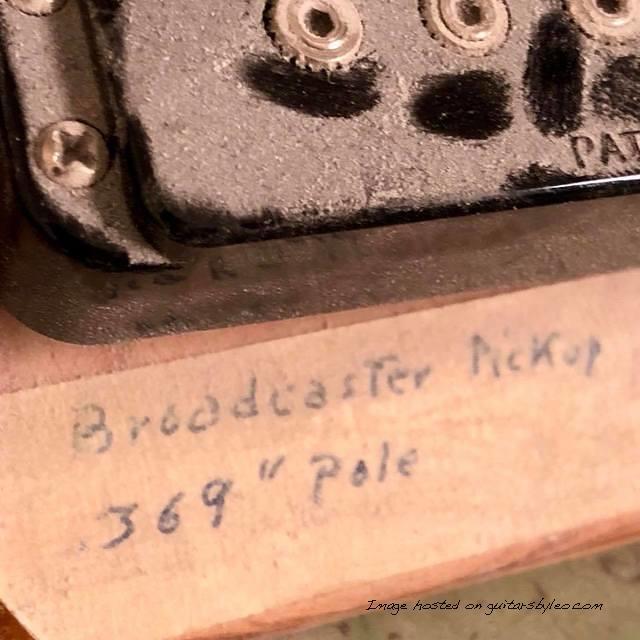 PAT
Broadcaster Pickup
.369" Pole
Image hosted on guitarsbyleo.com